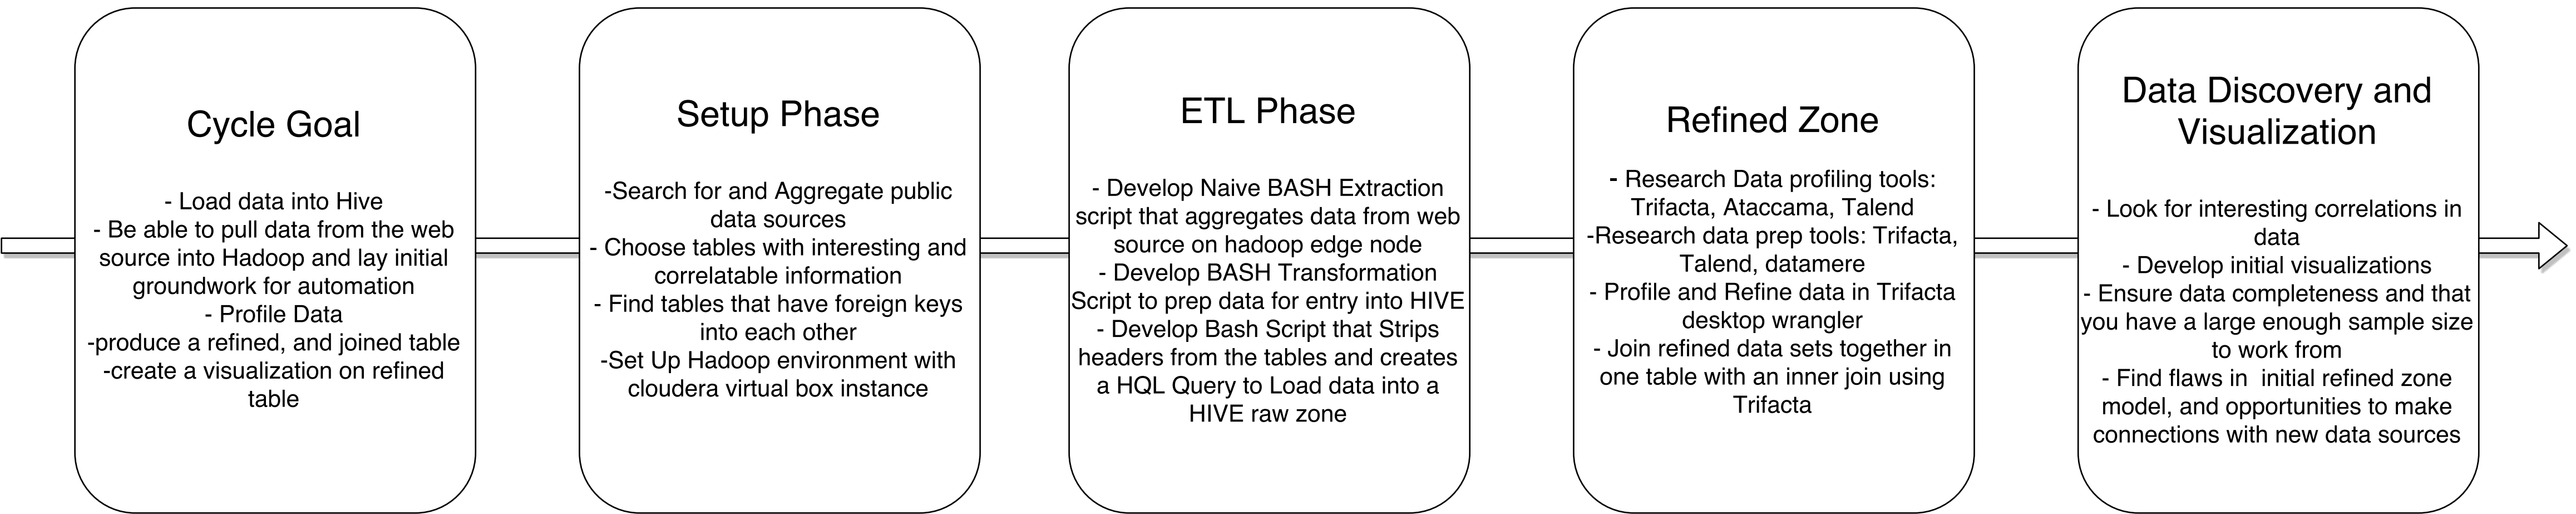 Cycle Goal
- Load data into Hive
- Be able to pull data from the web
source into Hadoop and lay initial
groundwork for automation
- Profile Data
-produce a refined, and joined table
-create a visualization on refined
table
Setup Phase
-Search for and Aggregate public
data sources
- Choose tables with interesting and
correlatable information
- Find tables that have foreign keys
into each other
-Set Up Hadoop environment with
cloudera virtual box instance
ETL Phase
- Develop Naive BASH Extraction
script that aggregates data from web
source on hadoop edge node
- Develop BASH Transformation
Script to prep data for entry into HIVE
- Develop Bash Script that Strips
headers from the tables and creates
a HQL Query to Load data into a
HIVE raw zone
Refined Zone
- Research Data profiling tools:
Trifacta, Ataccama, Talend
-Research data prep tools: Trifacta,
Talend, datamere
- Profile and Refine data in Trifacta
desktop wrangler
- Join refined data sets together in
one table with an inner join using
Trifacta
Data Discovery and
Visualization
- Look for interesting correlations in
data
- Develop initial visualizations
- Ensure data completeness and that
you have a large enough sample size
to work from
- Find flaws in  initial refined zone
model, and opportunities to make
connections with new data sources